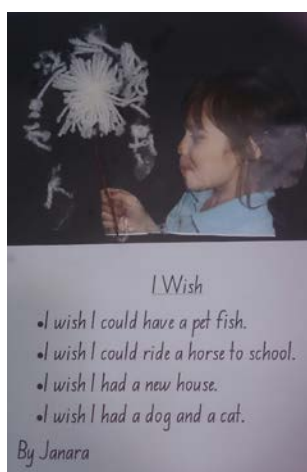 I Wish
•I wish I could have a pet fish.
•I wish I could ride a horse to school.
•I wish I had a new house.
•I wish I had a dog and a cat.
By Janara